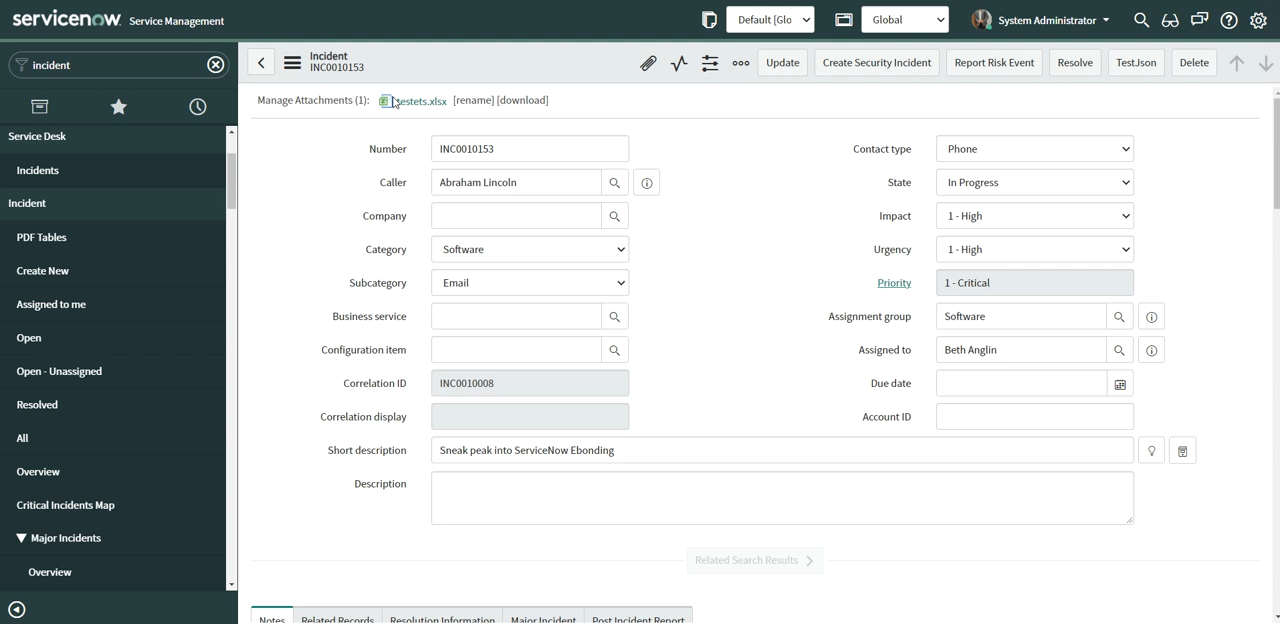 servicenow Service Management
Default [Glo
Global
System Administrator
incident
Service Desk
Incidents
Incident
PDF Tables
Create New
Assigned to me
Open
Open - Unassigned
Resolved
All
Overview
Critical Incidents Map
Major Incidents
Overview
Incident
INC0010153
Update
Create Security Incident
Report Risk Event
Resolve
TestJson
Delete
Manage Attachments (1): [rename] [download]
Number INC0010153
Caller Abraham Lincoln
Company
Category Software
Subcategory Email
Business service
Configuration item
Correlation ID INC0010008
Correlation display
Contact type Phone
State In Progress
Impact 1 - High
Urgency 1 - High
Priority 1 - Critical
Assignment group Software
Assigned to Beth Anglin
Due date
Account ID
Short description Sneak peak into ServiceNow Ebonding
Description
Related Search Results
Notes Related Records Resolution Information Major Incident Post Incident Report